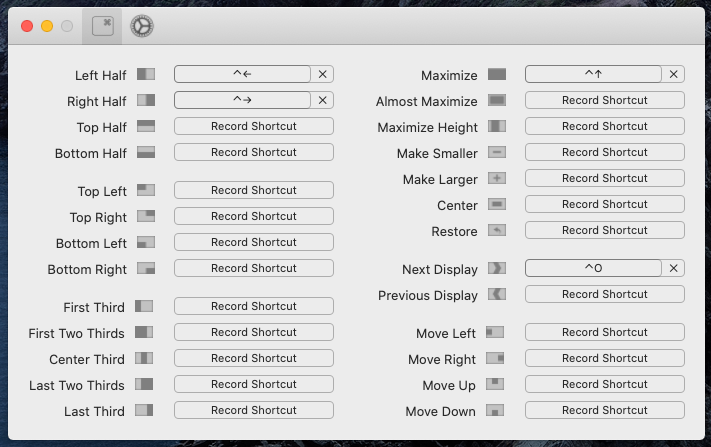 Left Half ^← ×
Right Half ^→ ×
Top Half Record Shortcut
Bottom Half Record Shortcut
Top Left Record Shortcut
Top Right Record Shortcut
Bottom Left Record Shortcut
Bottom Right Record Shortcut
First Third Record Shortcut
First Two Thirds Record Shortcut
Center Third Record Shortcut
Last Two Thirds Record Shortcut
Last Third Record Shortcut
Maximize ^↑ ×
Almost Maximize Record Shortcut
Maximize Height Record Shortcut
Make Smaller Record Shortcut
Make Larger Record Shortcut
Center Record Shortcut
Restore Record Shortcut
Next Display ^O ×
Previous Display Record Shortcut
Move Left Record Shortcut
Move Right Record Shortcut
Move Up Record Shortcut
Move Down Record Shortcut